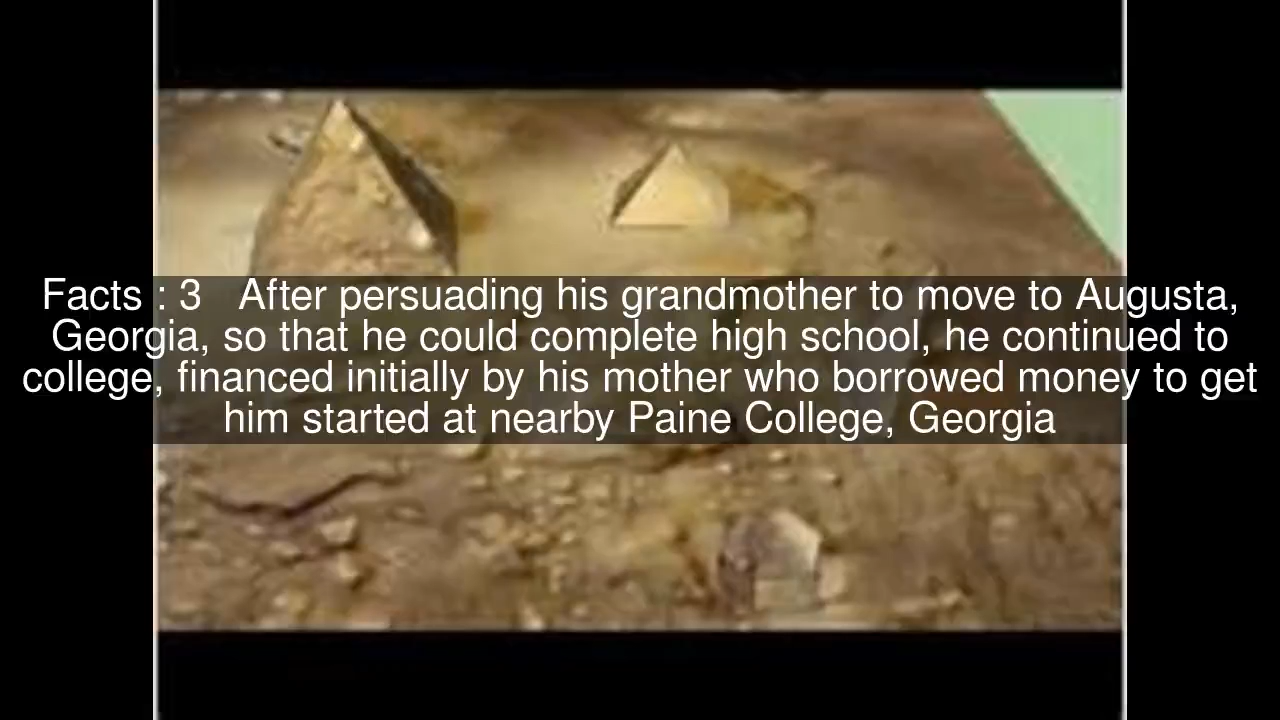 Facts : 3 After persuading his grandmother to move to Augusta,
Georgia, so that he could complete high school, he continued to
college, financed initially by his mother who borrowed money to get
him started at nearby Paine College, Georgia